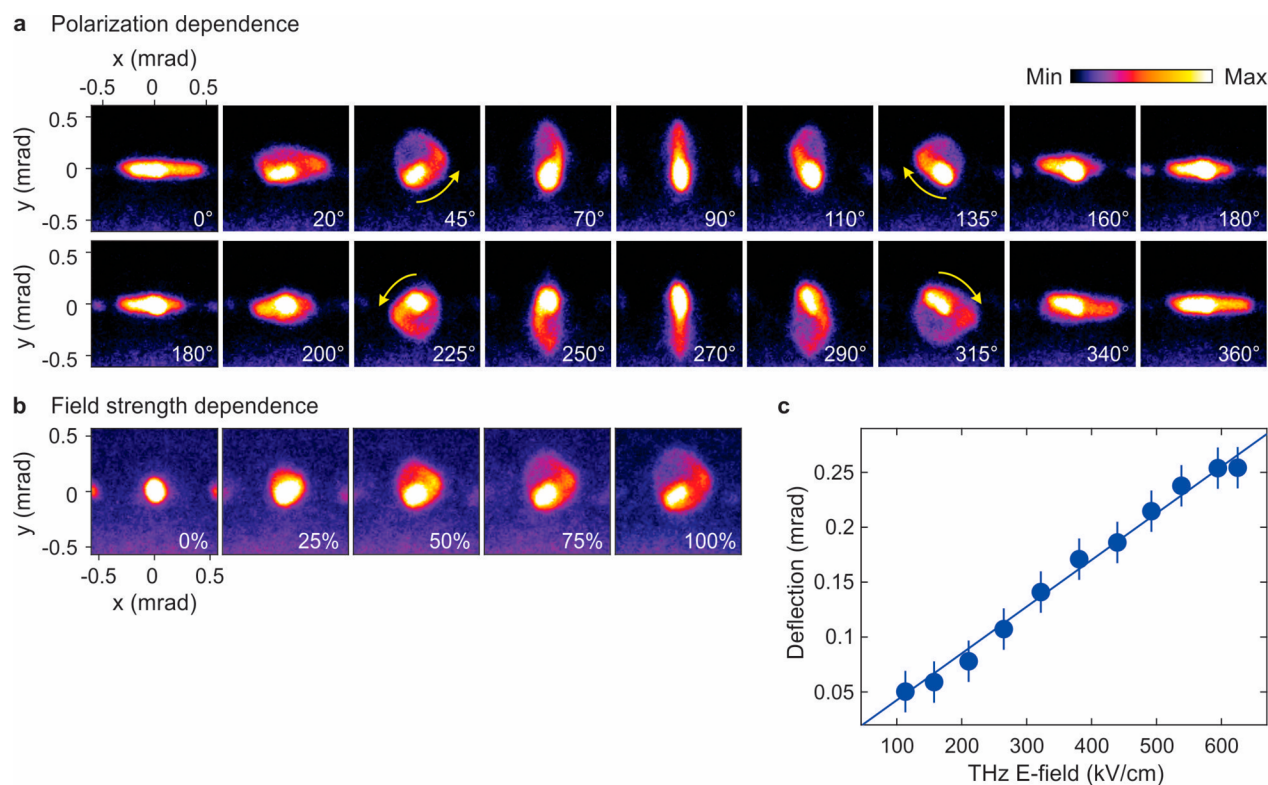 a Polarization dependence
x (mrad)
-0.5 0 0.5
Min Max
y (mrad)
0.5
0
-0.5
0° 20° 45° 70° 90° 110° 135° 160° 180°
y (mrad)
0.5
0
-0.5
180° 200° 225° 250° 270° 290° 315° 340° 360°
b Field strength dependence
y (mrad)
0.5
0
-0.5
0% 25% 50% 75% 100%
-0.5 0 0.5
x (mrad)
c
Deflection (mrad)
0.25
0.2
0.15
0.1
0.05
100 200 300 400 500 600
THz E-field (kV/cm)